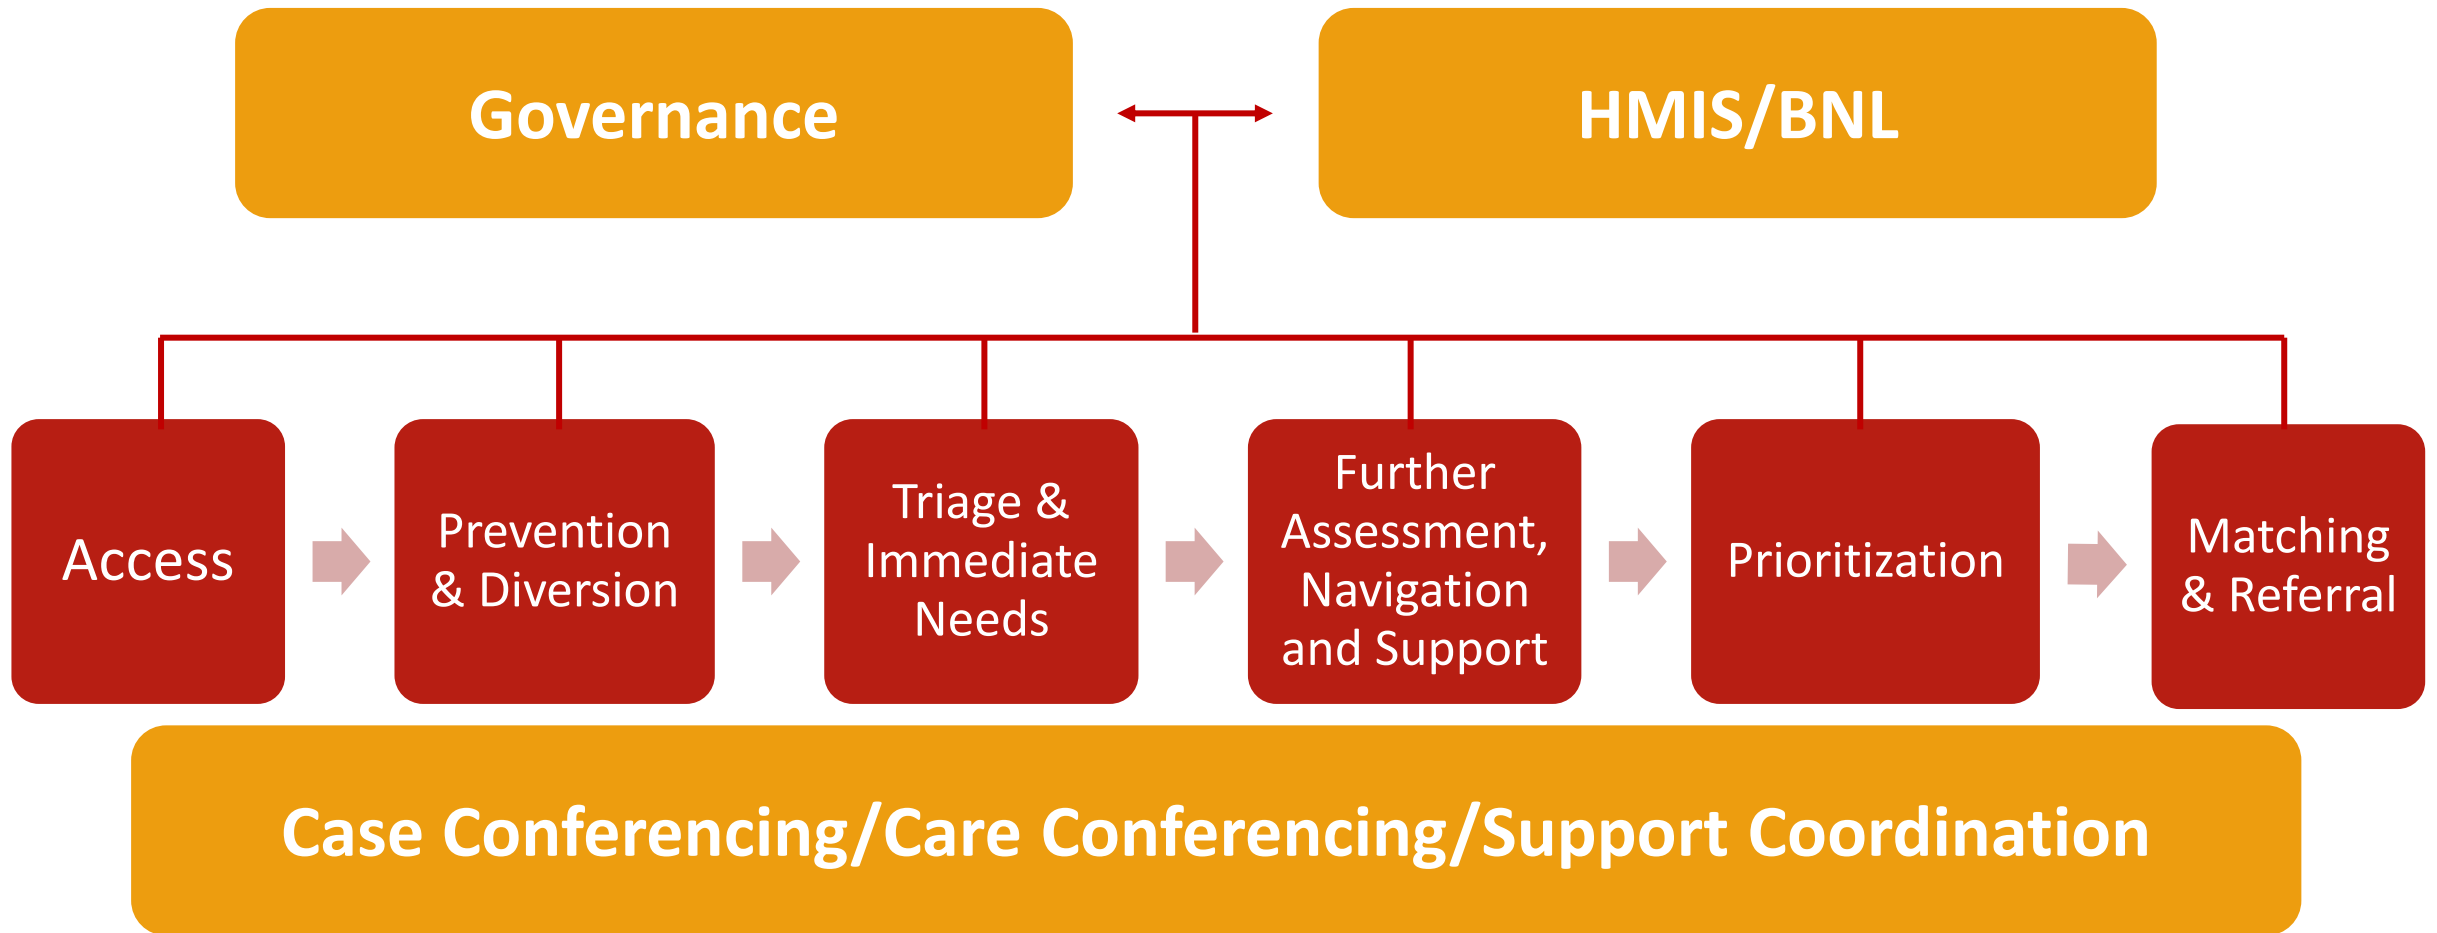 Governance
HMIS/BNL
Access
Prevention
& Diversion
Triage &
Immediate
Needs
Further
Assessment,
Navigation
and Support
Prioritization
Matching
& Referral
Case Conferencing/Care Conferencing/Support Coordination